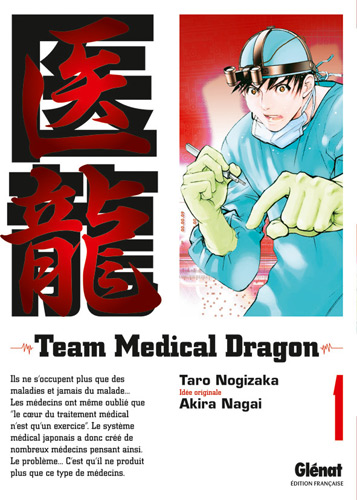 医龍
Team Medical Dragon
Taro Nogizaka
Idée originale
Akira Nagai
1
Ils ne s'occupent plus que des
maladies et jamais du malade...
Les médecins ont même oublié que
"le cœur du traitement médical
n'est qu'un exercice". Le système
médical japonais a donc créé de
nombreux médecins pensant ainsi.
Le problème... C'est qu'il ne produit
plus que ce type de médecins.
Glénat
ÉDITION FRANÇAISE